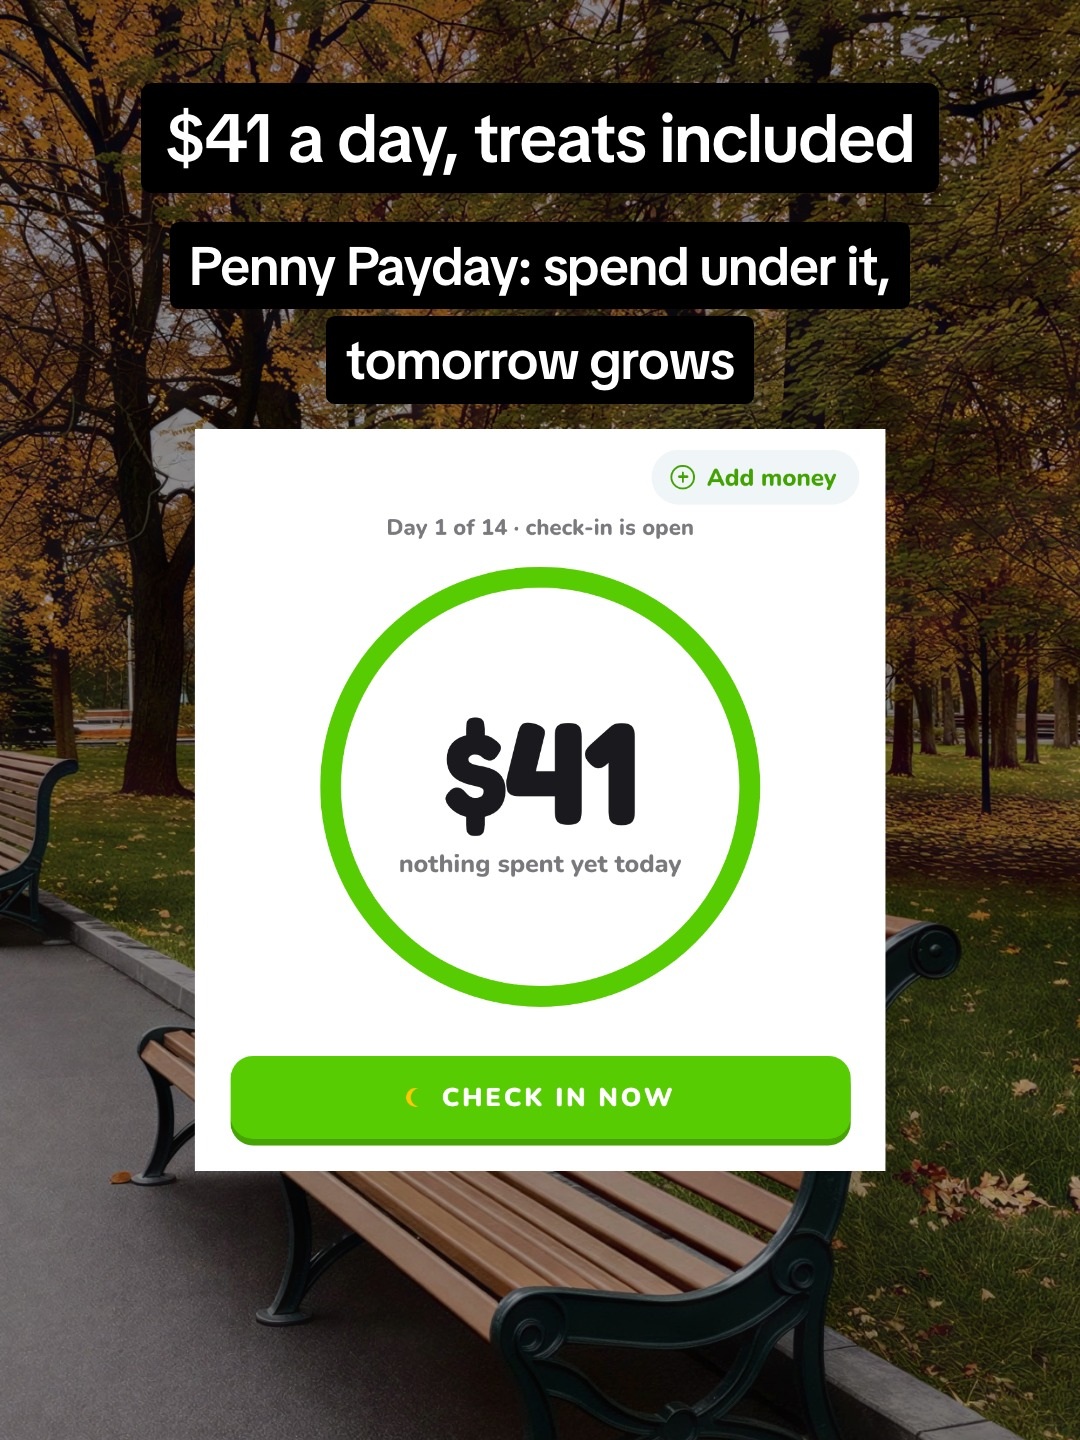 $41 a day, treats included
Penny Payday: spend under it,
tomorrow grows
Add money
Day 1 of 14 · check-in is open
$41
nothing spent yet today
CHECK IN NOW